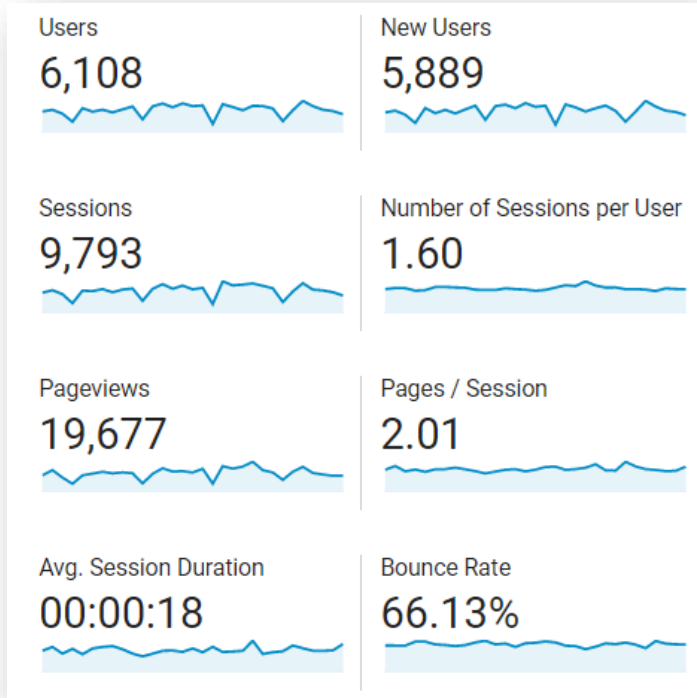 Users
6,108
New Users
5,889
Sessions
9,793
Number of Sessions per User
1.60
Pageviews
19,677
Pages / Session
2.01
Avg. Session Duration
00:00:18
Bounce Rate
66.13%